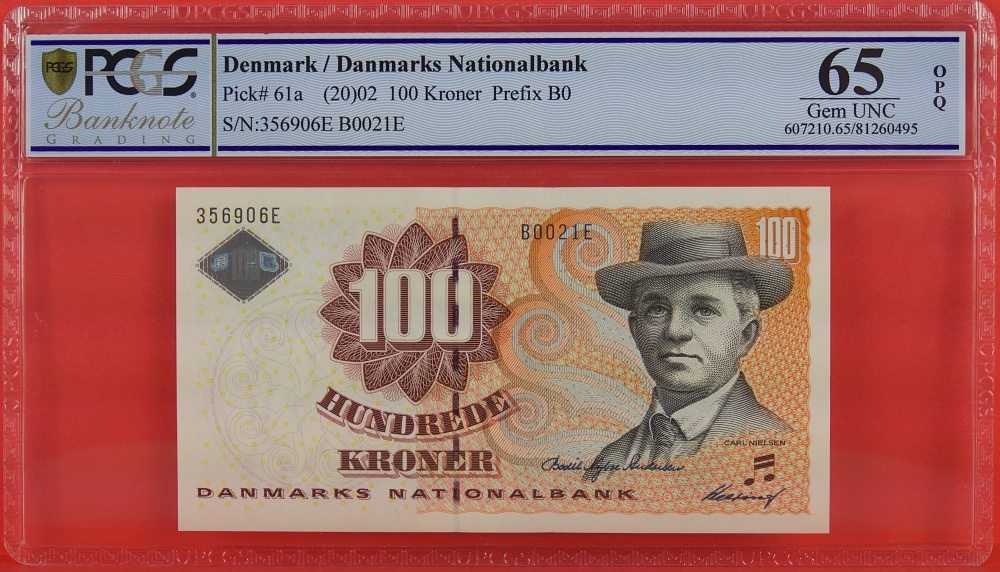 PCGS
Banknote
GRADING
Denmark / Danmarks Nationalbank
Pick# 61a (20)02 100 Kroner Prefix B0
S/N:356906E B0021E
65
Gem UNC
607210.65/81260495
OPQ
356906E
B0021E
100
100
HUNDREDE
KRONER
CARL NIELSEN
DANMARKS NATIONALBANK